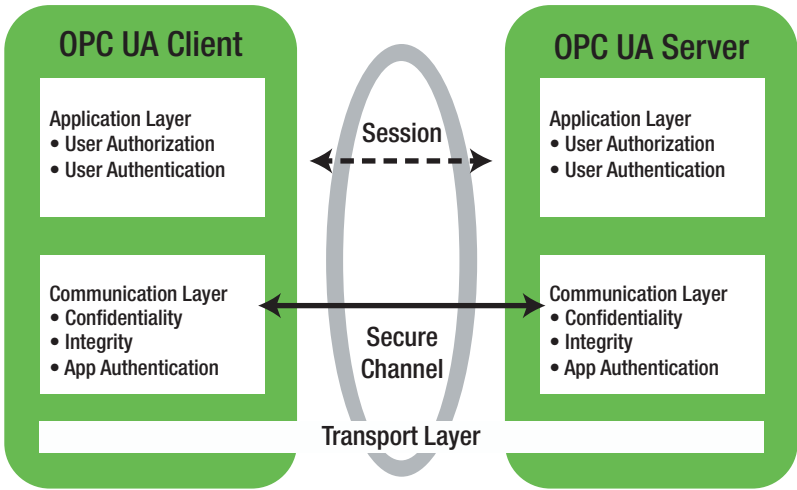 OPC UA Client
Application Layer
• User Authorization
• User Authentication
Communication Layer
• Confidentiality
• Integrity
• App Authentication
Session
Secure
Channel
Transport Layer
OPC UA Server
Application Layer
• User Authorization
• User Authentication
Communication Layer
• Confidentiality
• Integrity
• App Authentication